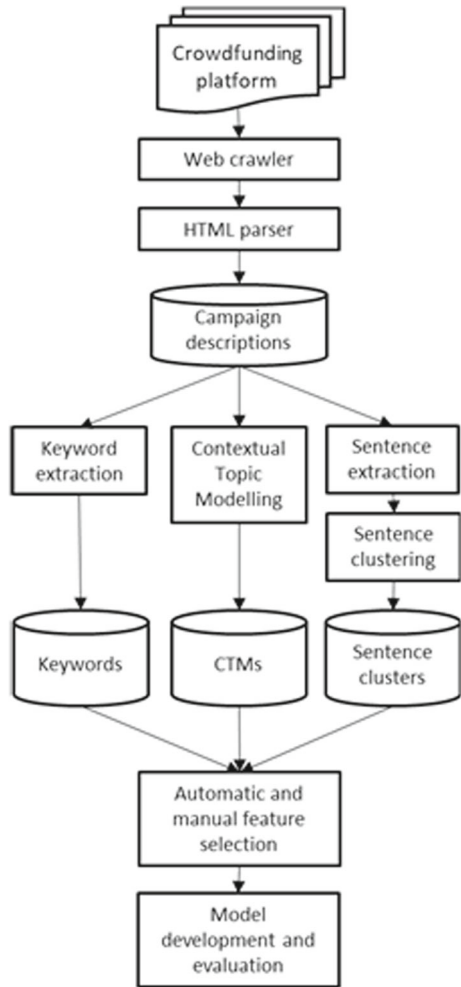 Crowdfunding
platform
Web crawler
HTML parser
Campaign
descriptions
Keyword
extraction
Contextual
Topic
Modelling
Sentence
extraction
Sentence
clustering
Keywords
CTMs
Sentence
clusters
Automatic and
manual feature
selection
Model
development and
evaluation